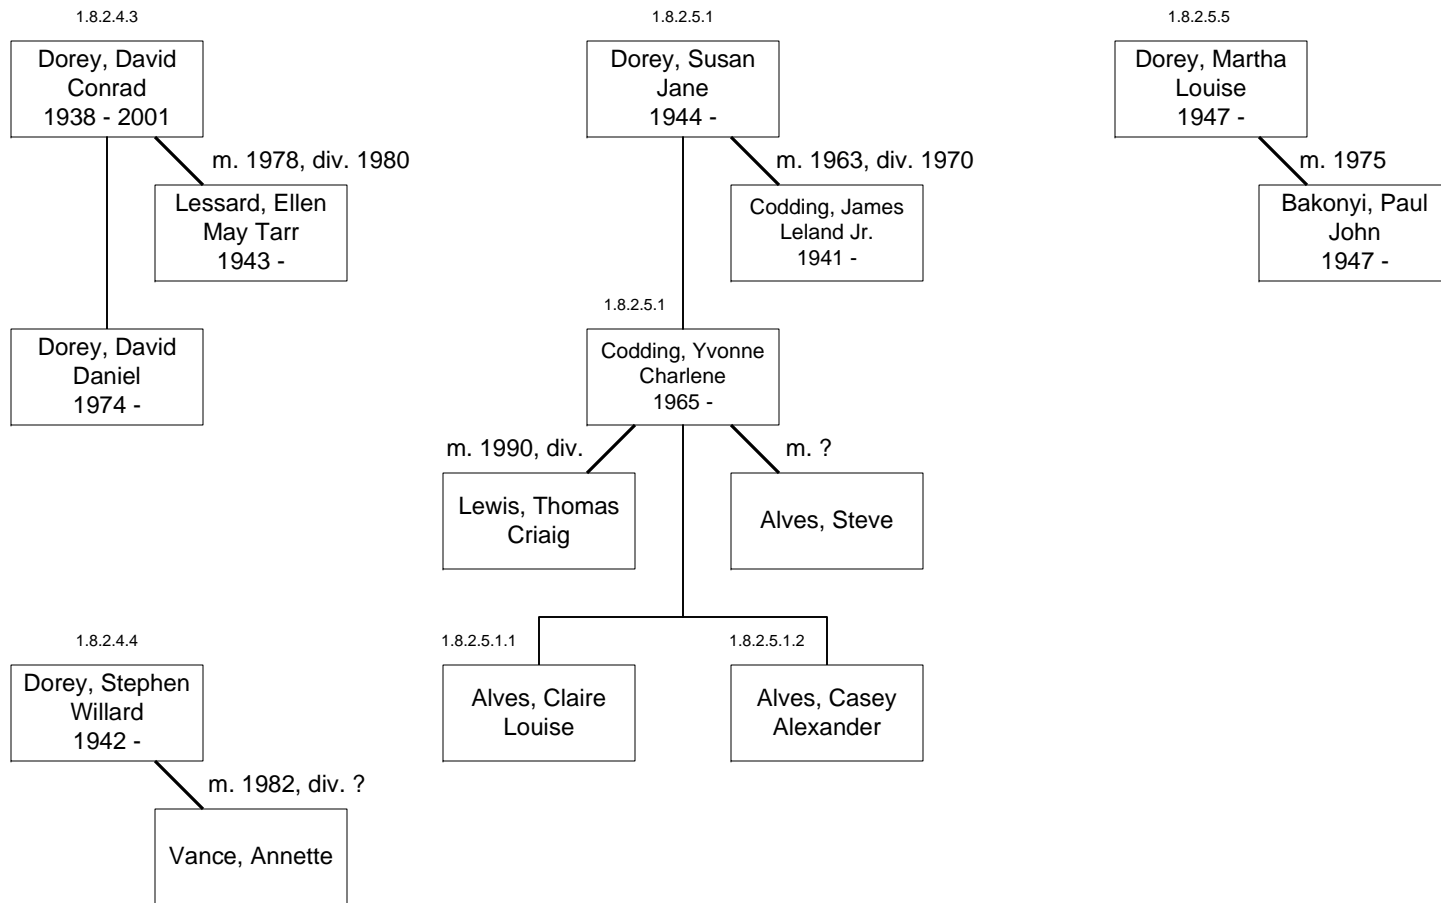 1.8.2.4.3
Dorey, David
Conrad
1938 - 2001
m. 1978, div. 1980
Lessard, Ellen
May Tarr
1943 -
Dorey, David
Daniel
1974 -
1.8.2.4.4
Dorey, Stephen
Willard
1942 -
m. 1982, div. ?
Vance, Annette
1.8.2.5.1
Dorey, Susan
Jane
1944 -
m. 1963, div. 1970
Codding, James
Leland Jr.
1941 -
1.8.2.5.1
Codding, Yvonne
Charlene
1965 -
m. 1990, div.
Lewis, Thomas
Criaig
m. ?
Alves, Steve
1.8.2.5.1.1
Alves, Claire
Louise
1.8.2.5.1.2
Alves, Casey
Alexander
1.8.2.5.5
Dorey, Martha
Louise
1947 -
m. 1975
Bakonyi, Paul
John
1947 -